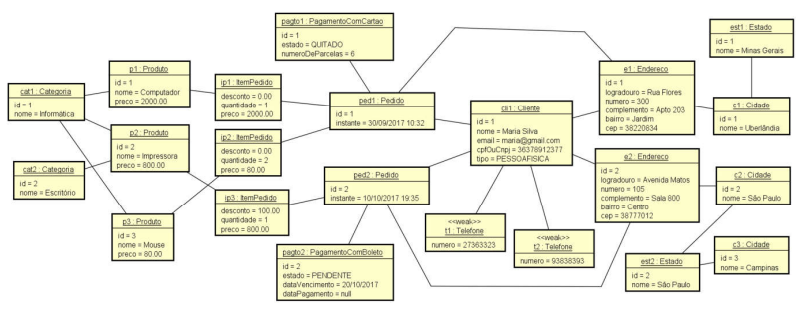 pagto1 : PagamentoComCartao
id = 1
estado = QUITADO
numeroDeParcelas = 6
est1 : Estado
id = 1
nome = Minas Gerais
p1 : Produto
id = 1
nome = Computador
preco = 2000.00
ip1 : ItemPedido
desconto = 0.00
quantidade = 1
preco = 2000.00
e1 : Endereco
id = 1
logradouro = Rua Flores
numero = 300
complemento = Apto 203
bairro = Jardim
cep = 38220834
cat1 : Categoria
id = 1
nome = Informática
ped1 : Pedido
id = 1
instante = 30/09/2017 10:32
cli1 : Cliente
id = 1
nome = Maria Silva
email = maria@gmail.com
cpfOuCnpj = 36378912377
tipo = PESSOAFISICA
c1 : Cidade
id = 1
nome = Uberlândia
p2 : Produto
id = 2
nome = Impressora
preco = 800.00
ip2 : ItemPedido
desconto = 0.00
quantidade = 2
preco = 80.00
e2 : Endereco
id = 2
logradouro = Avenida Matos
numero = 105
complemento = Sala 800
bairro = Centro
cep = 38777012
cat2 : Categoria
id = 2
nome = Escritório
ped2 : Pedido
id = 2
instante = 10/10/2017 19:35
c2 : Cidade
id = 2
nome = São Paulo
ip3 : ItemPedido
desconto = 100.00
quantidade = 1
preco = 800.00
p3 : Produto
id = 3
nome = Mouse
preco = 80.00
<<weak>>
t1 : Telefone
numero = 27363323
<<weak>>
t2 : Telefone
numero = 93838393
pagto2 : PagamentoComBoleto
id = 2
estado = PENDENTE
dataVencimento = 20/10/2017
dataPagamento = null
est2 : Estado
id = 2
nome = São Paulo
c3 : Cidade
id = 3
nome = Campinas